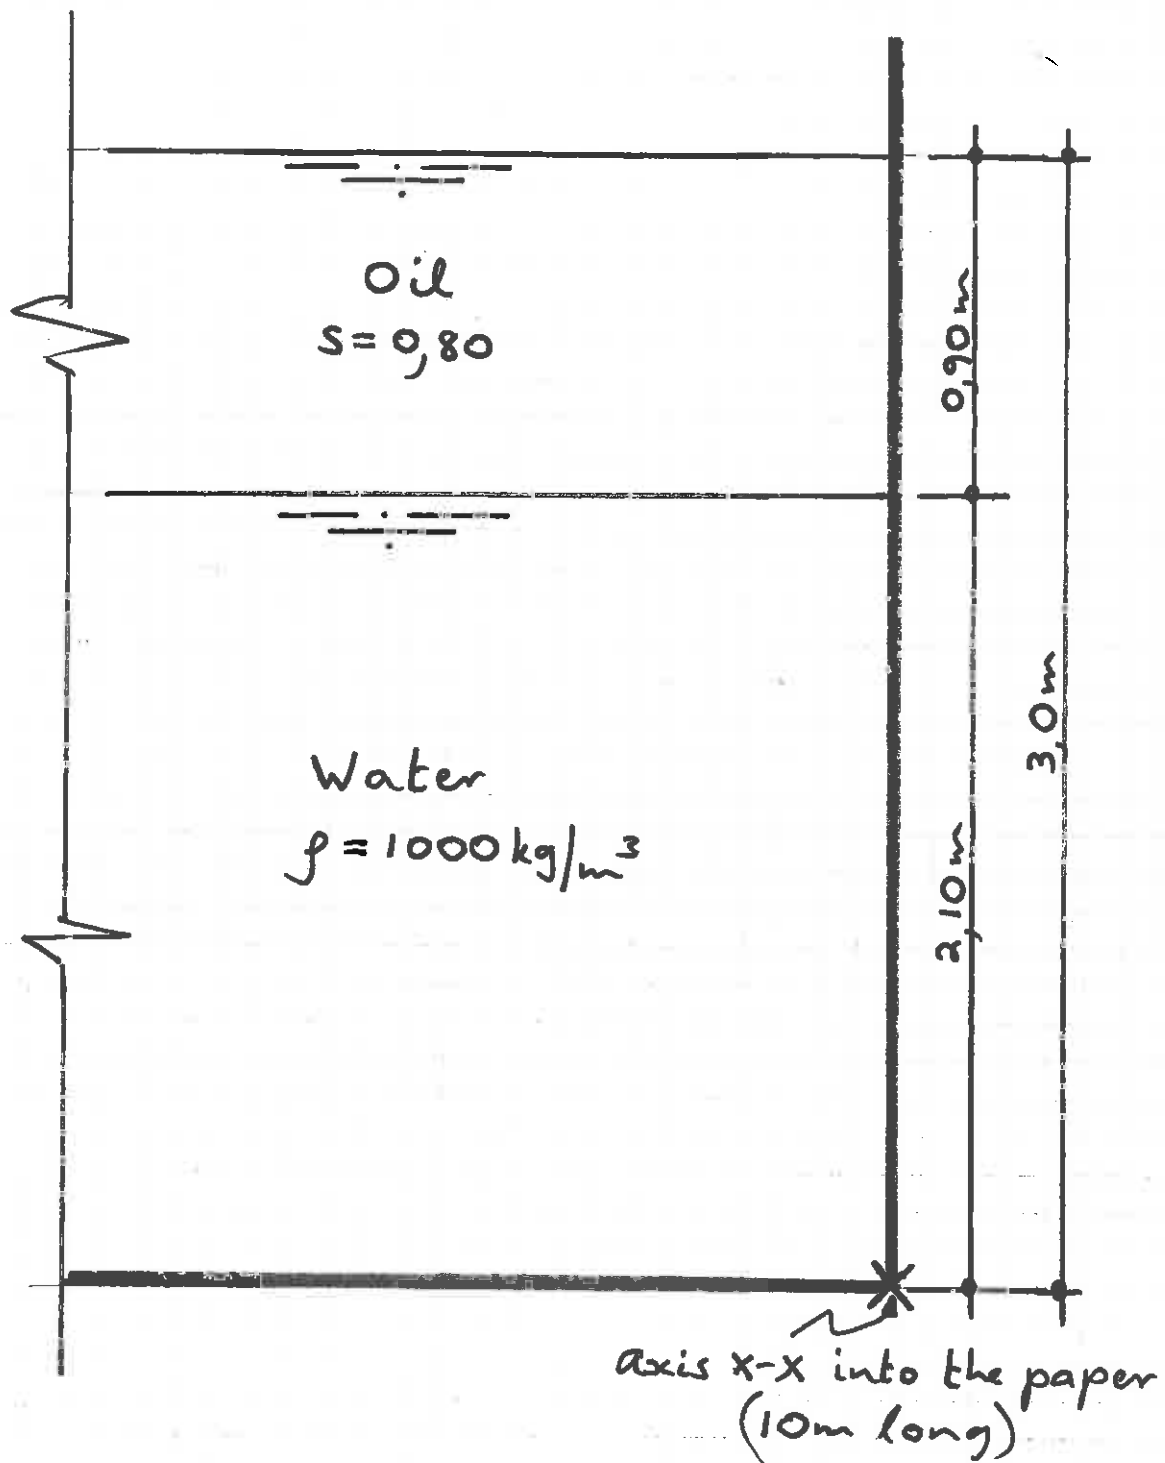 Oil
S = 0,80
0,90m
Water
ρ = 1000 kg/m³
3,0m
2,10m
axis x-x into the paper
(10m long)